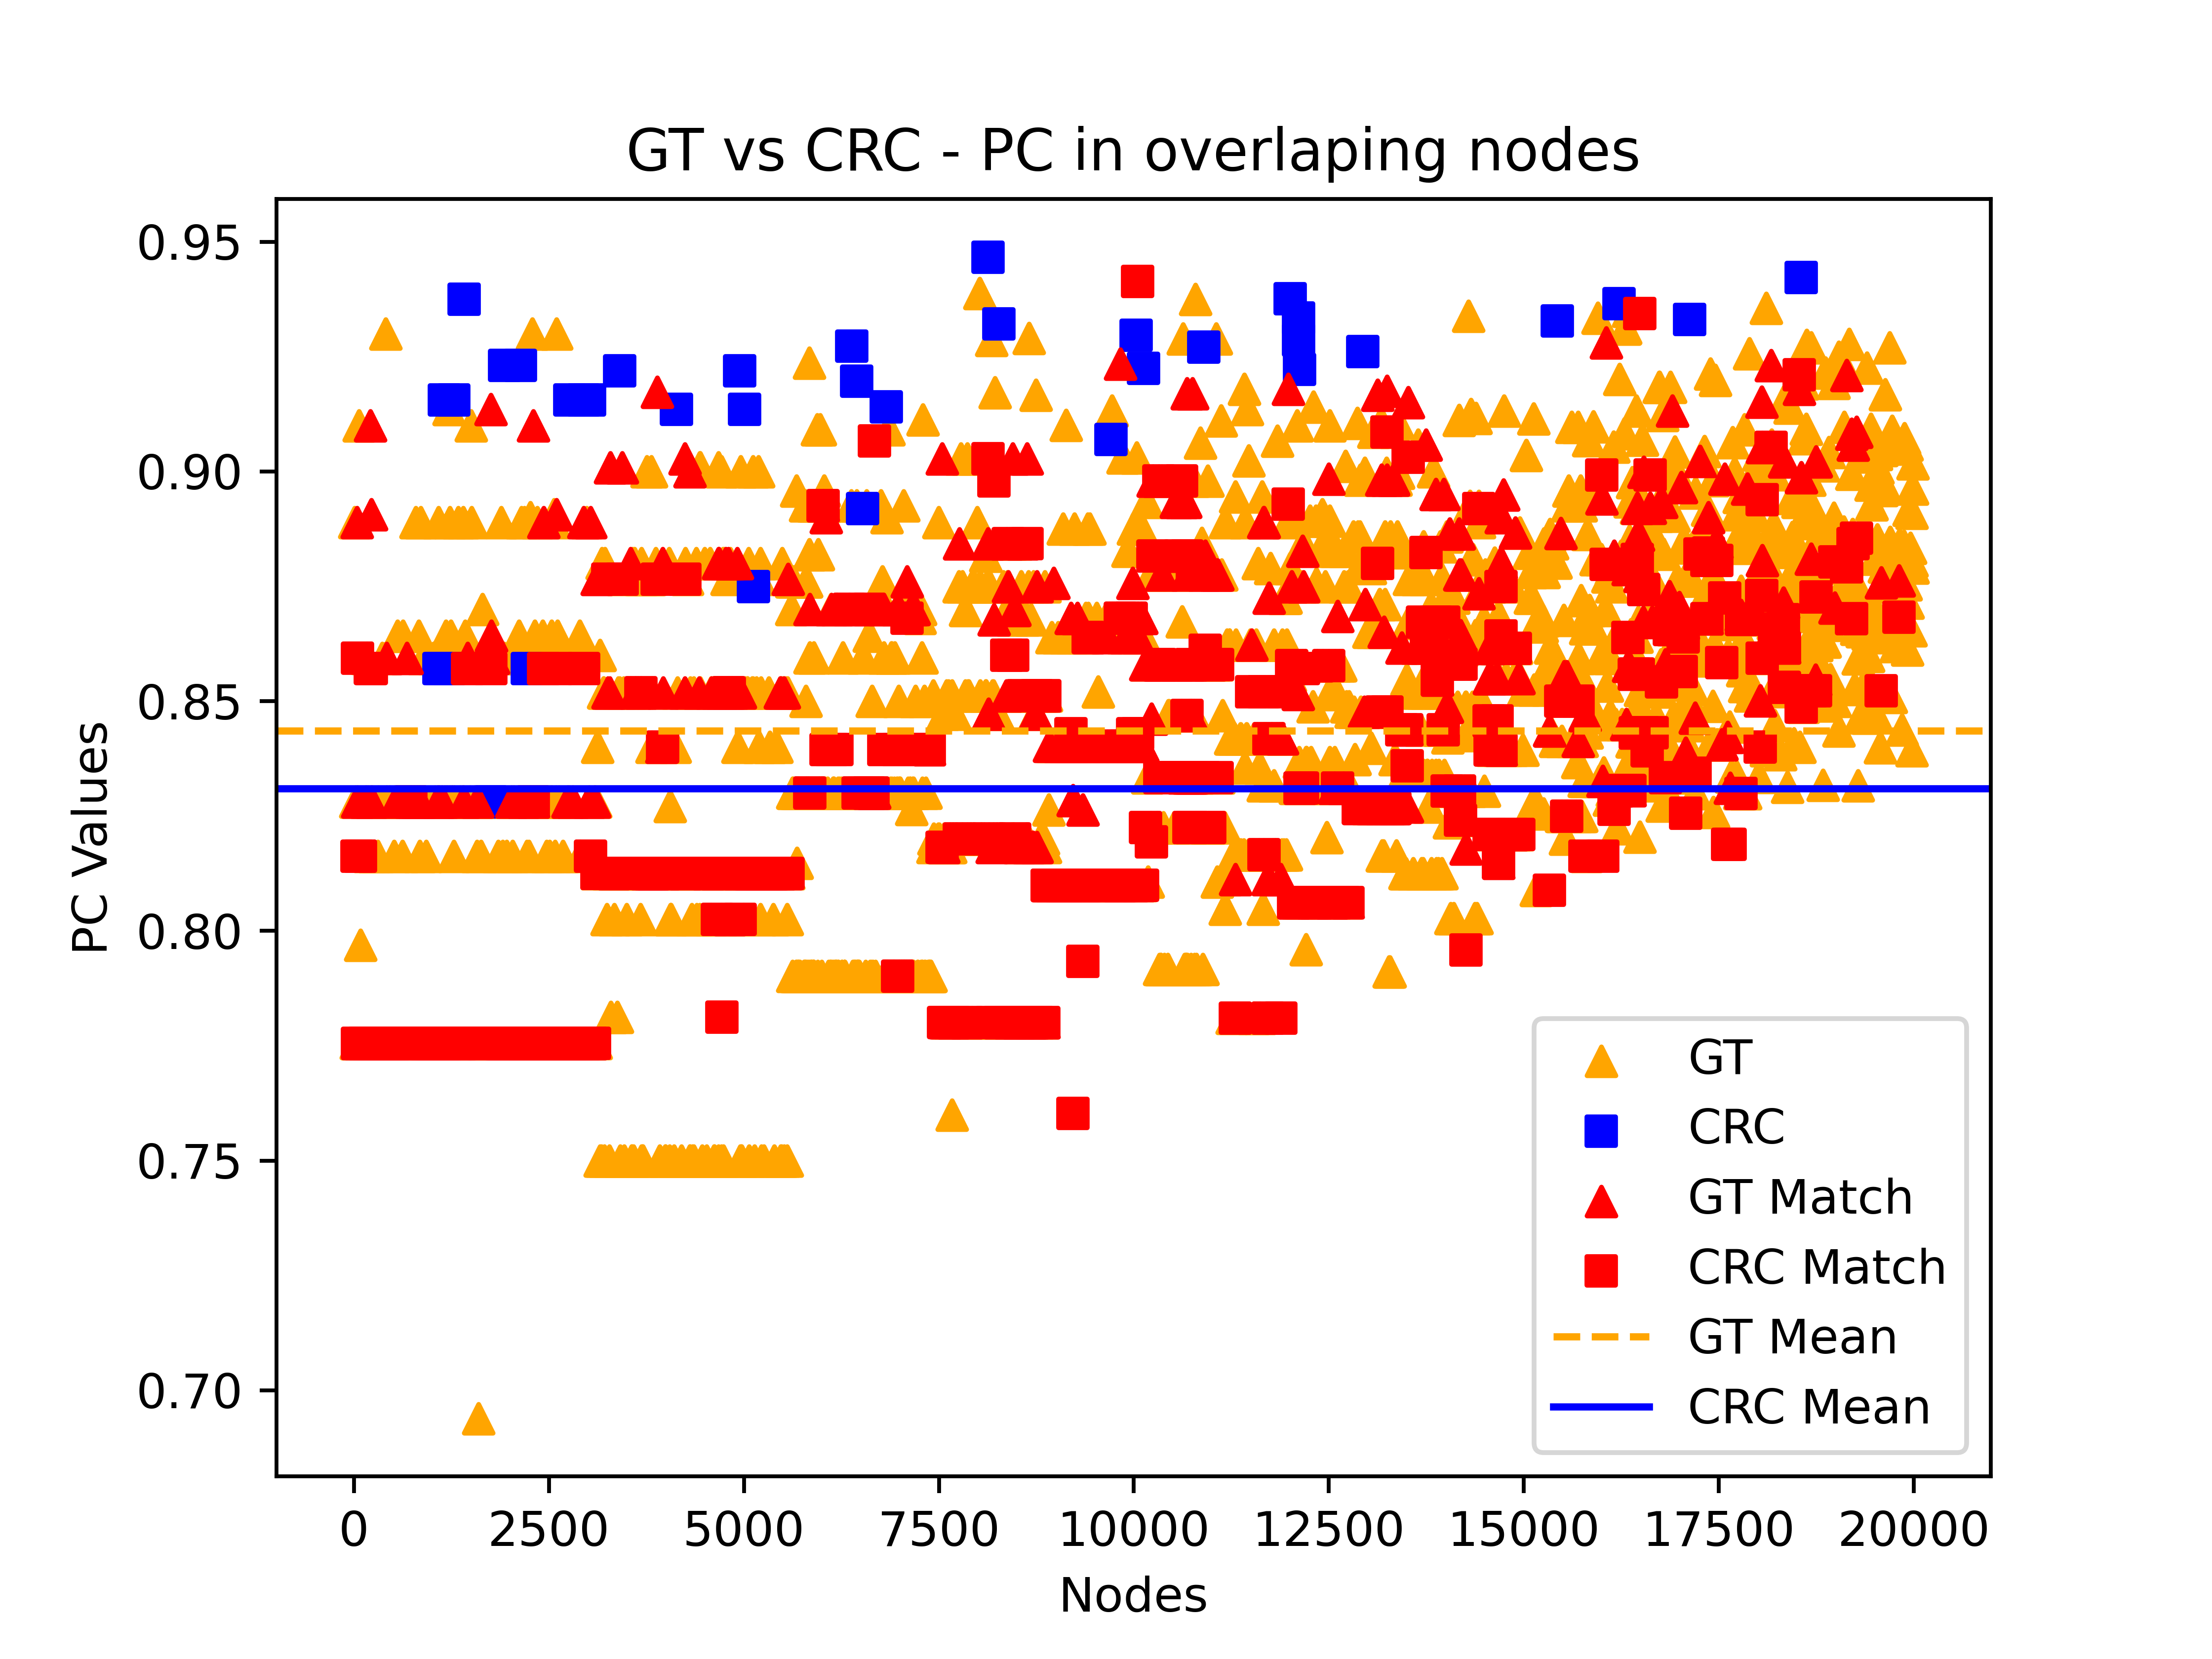 GT vs CRC - PC in overlaping nodes
0.95
0.90
0.85
0.80
0.75
0.70
PC Values
0 2500 5000 7500 10000 12500 15000 17500 20000
Nodes
GT
CRC
GT Match
CRC Match
GT Mean
CRC Mean